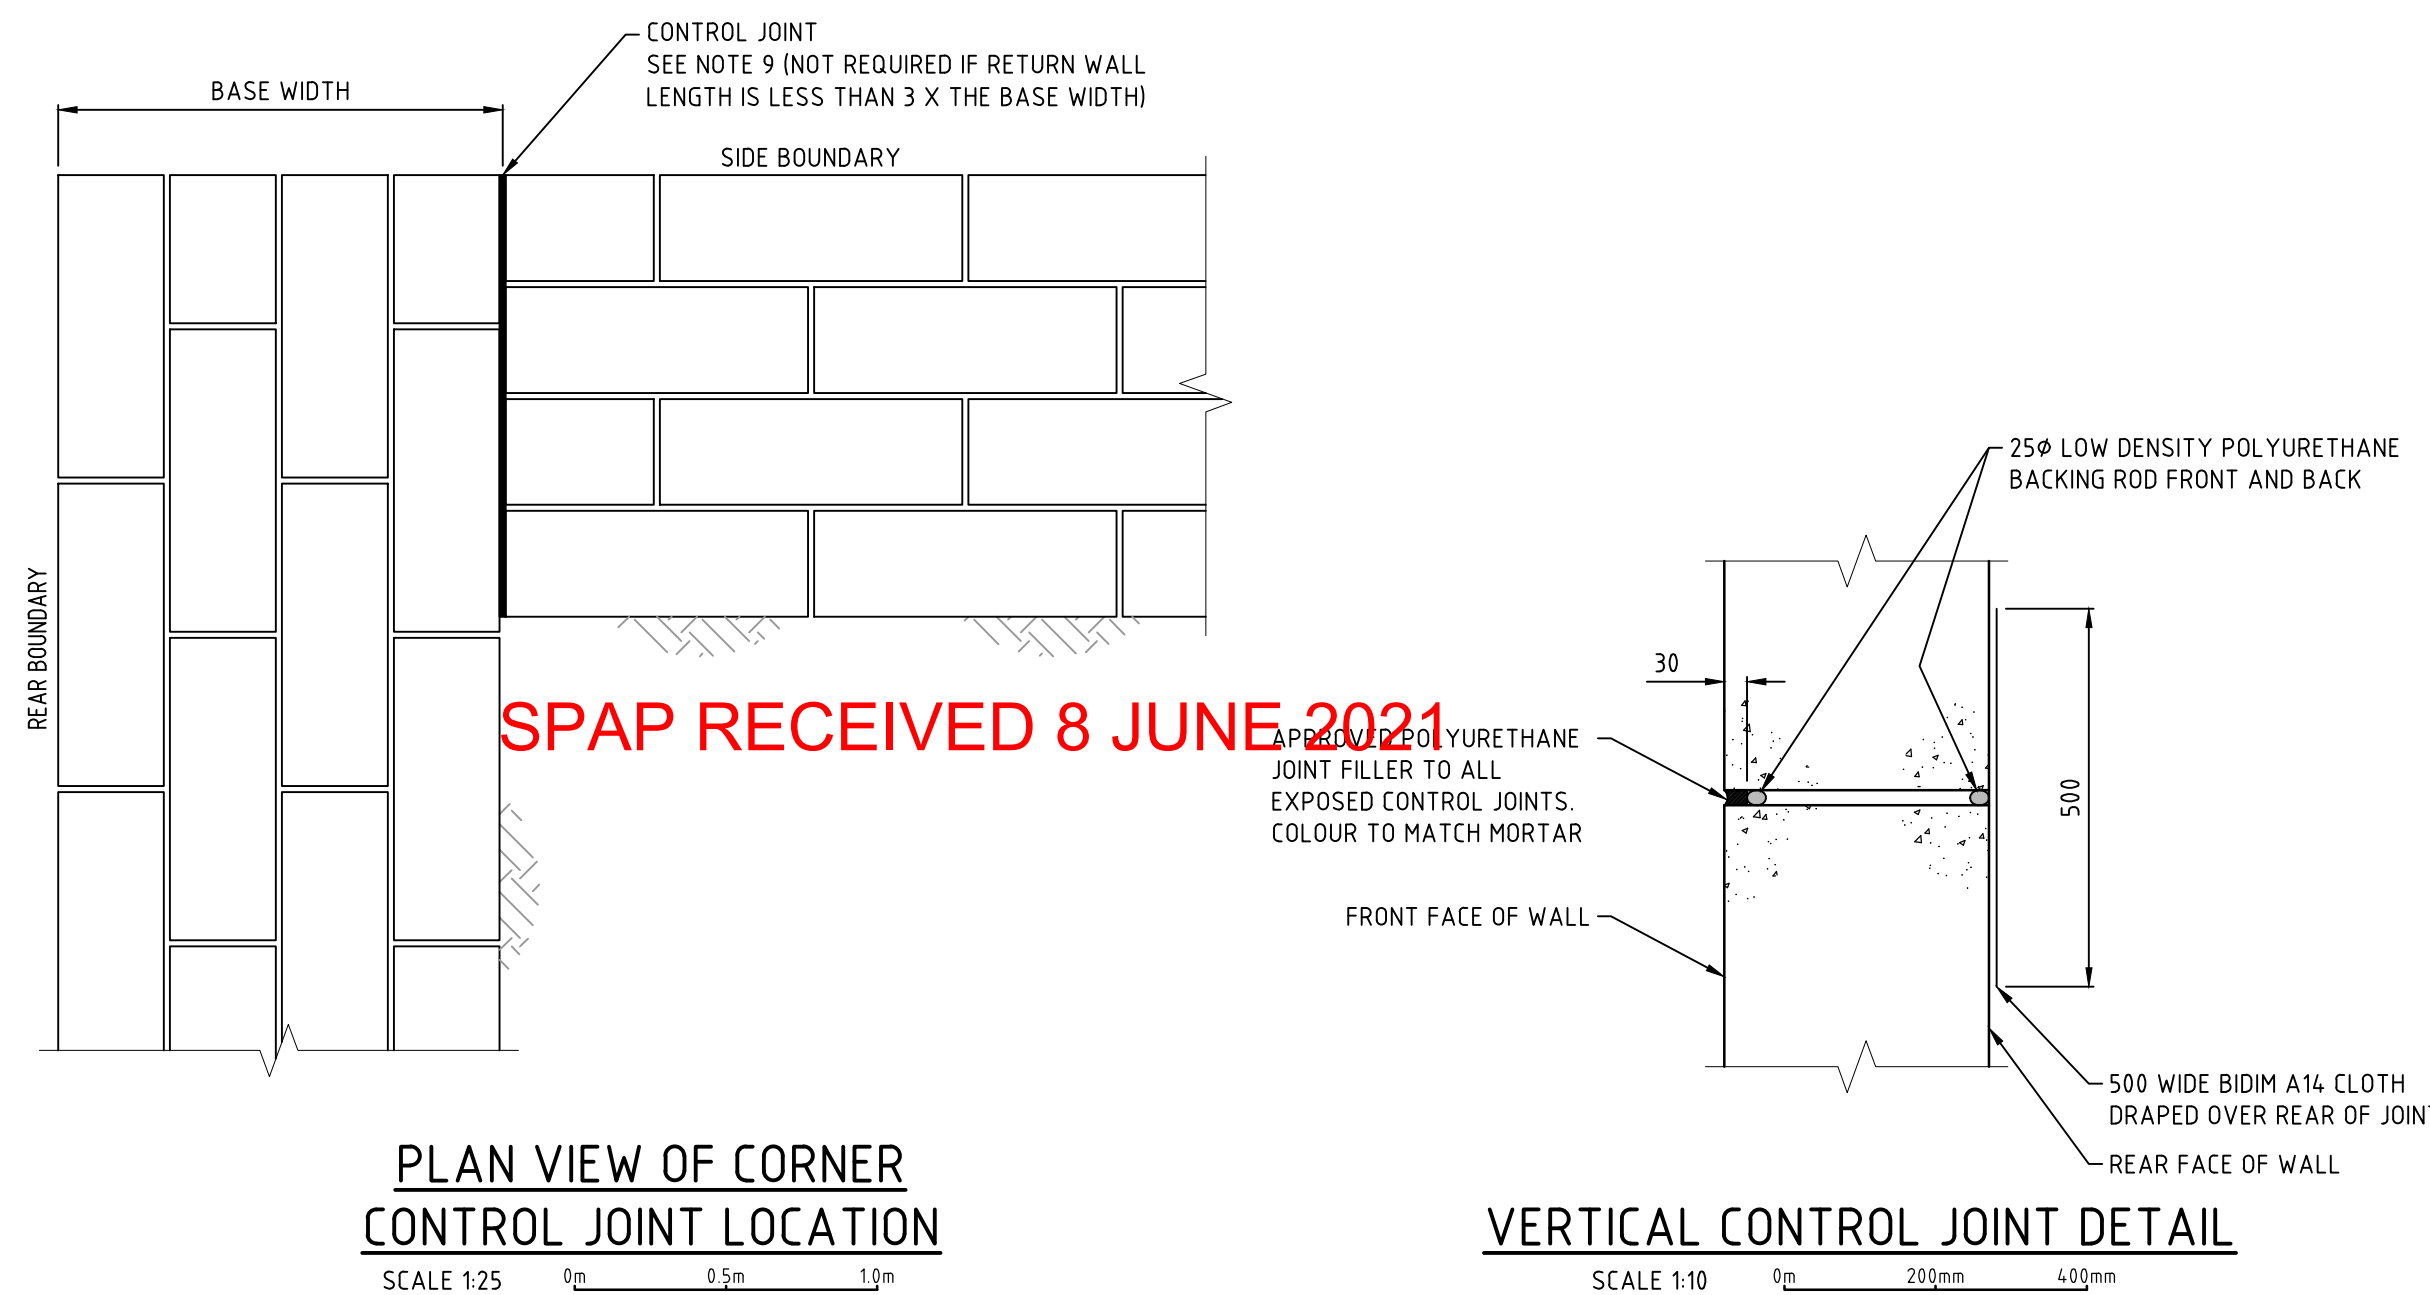 CONTROL JOINT
SEE NOTE 9 (NOT REQUIRED IF RETURN WALL
LENGTH IS LESS THAN 3 X THE BASE WIDTH)
BASE WIDTH
SIDE BOUNDARY
REAR BOUNDARY
SPAP RECEIVED 8 JUNE 2021
25Ø LOW DENSITY POLYURETHANE
BACKING ROD FRONT AND BACK
30
APPROVED POLYURETHANE
JOINT FILLER TO ALL
EXPOSED CONTROL JOINTS.
COLOUR TO MATCH MORTAR
500
FRONT FACE OF WALL
500 WIDE BIDIM A14 CLOTH
DRAPED OVER REAR OF JOINT
REAR FACE OF WALL
PLAN VIEW OF CORNER
CONTROL JOINT LOCATION
SCALE 1:25
0m 0.5m 1.0m
VERTICAL CONTROL JOINT DETAIL
SCALE 1:10
0m 200mm 400mm